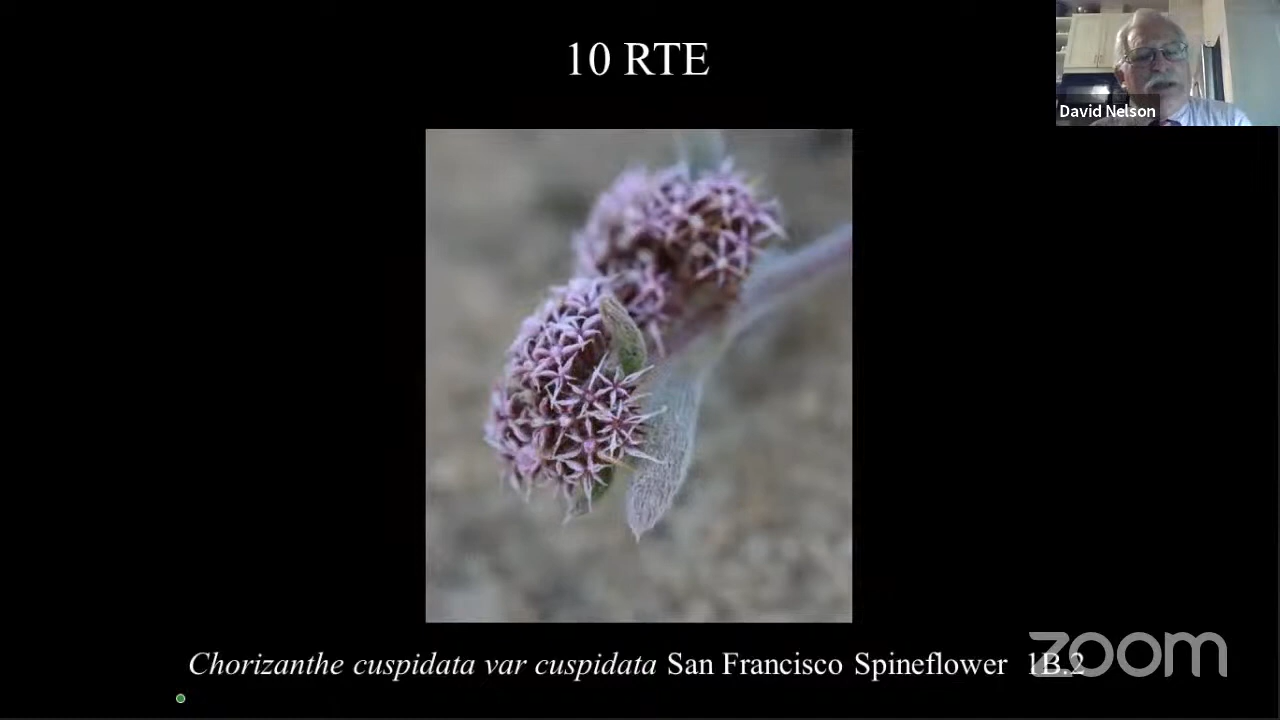 10 RTE
David Nelson
Chorizanthe cuspidata var cuspidata San Francisco Spineflower 1B.2
zoom